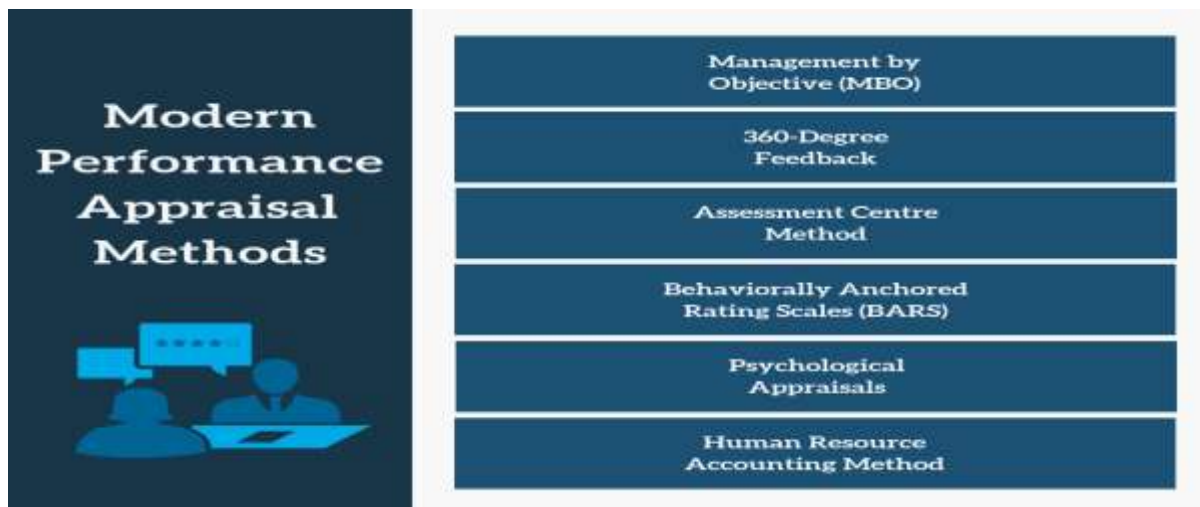 Modern
Performance
Appraisal
Methods
Management by
Objective (MBO)
360-Degree
Feedback
Assessment Centre
Method
Behaviorally Anchored
Rating Scales (BARS)
Psychological
Appraisals
Human Resource
Accounting Method